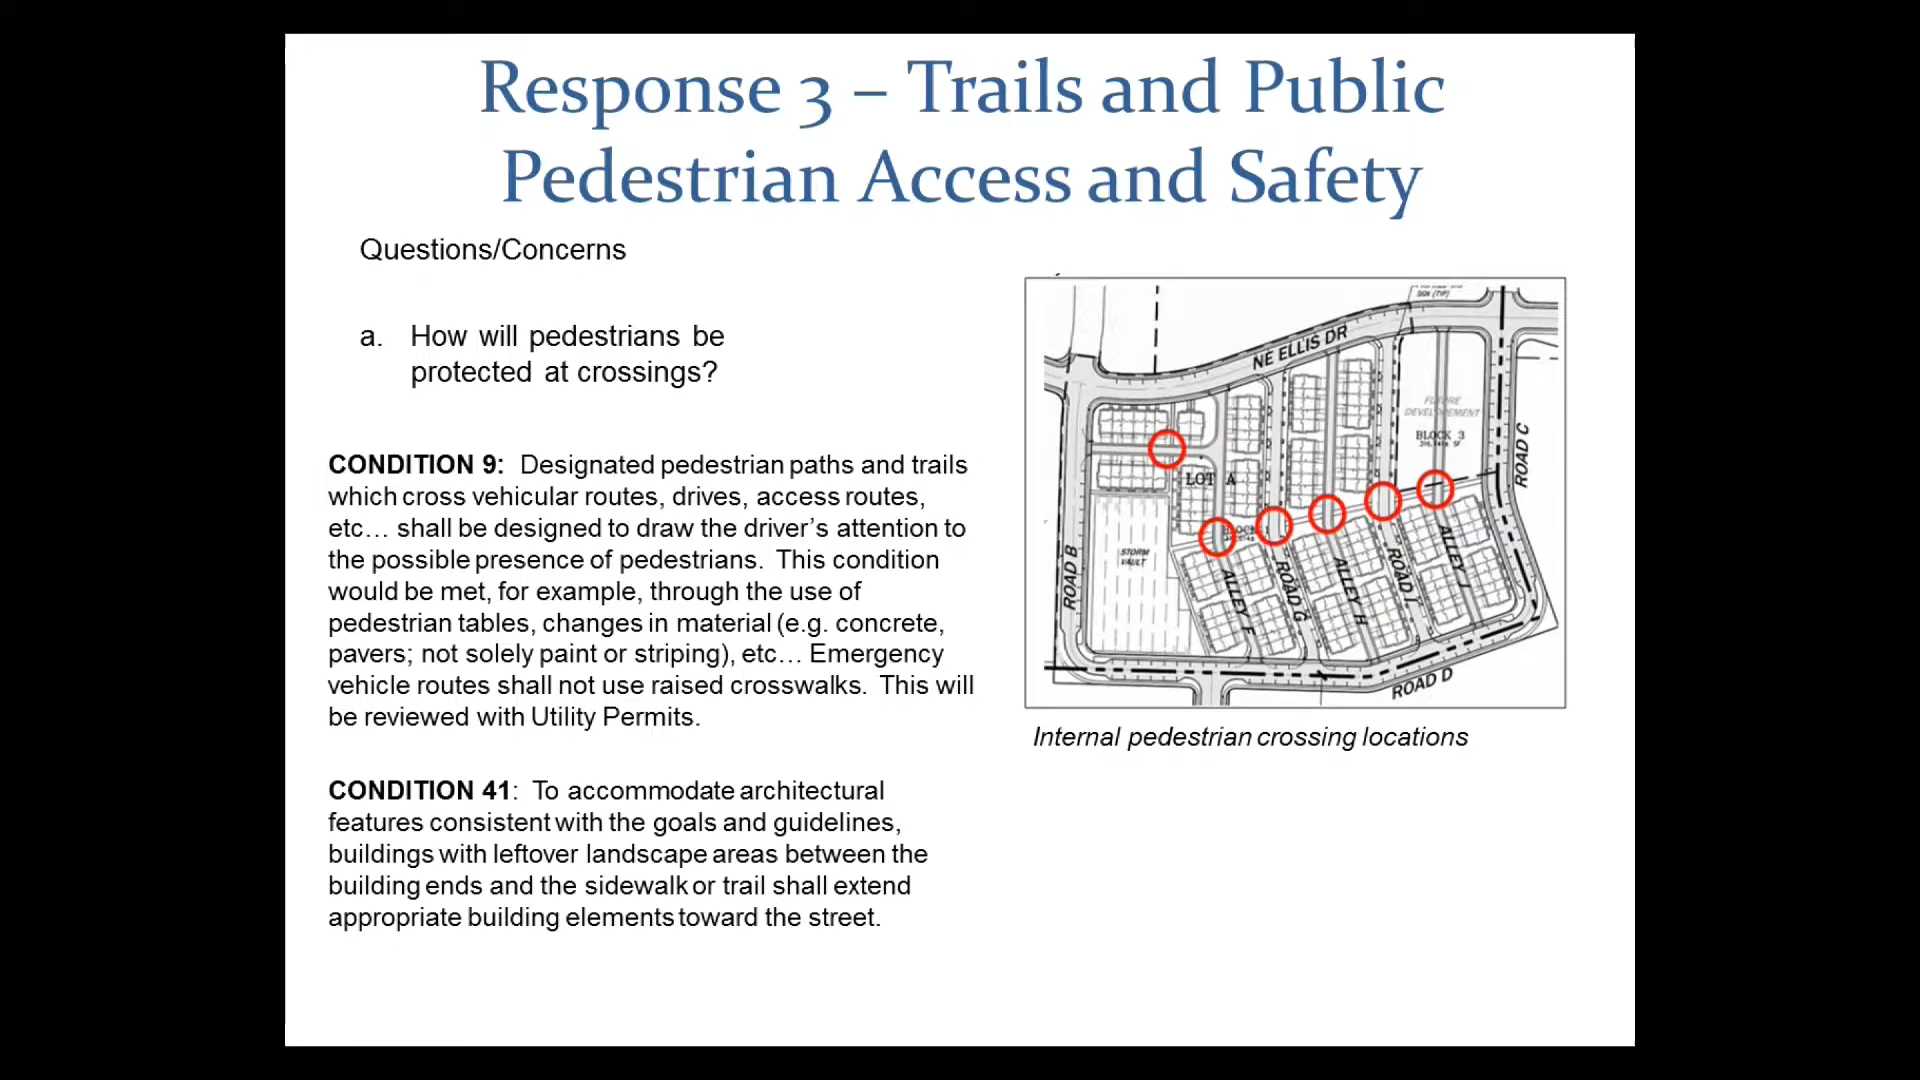 Response 3 – Trails and Public
Pedestrian Access and Safety
Questions/Concerns
a. How will pedestrians be
protected at crossings?
CONDITION 9: Designated pedestrian paths and trails
which cross vehicular routes, drives, access routes,
etc… shall be designed to draw the driver’s attention to
the possible presence of pedestrians. This condition
would be met, for example, through the use of
pedestrian tables, changes in material (e.g. concrete,
pavers; not solely paint or striping), etc… Emergency
vehicle routes shall not use raised crosswalks. This will
be reviewed with Utility Permits.
CONDITION 41: To accommodate architectural
features consistent with the goals and guidelines,
buildings with leftover landscape areas between the
building ends and the sidewalk or trail shall extend
appropriate building elements toward the street.
SIGN (TYP)
NE ELLIS DR
FUTURE
DEVELOPMENT
BLOCK 3
ROAD C
LOT A
STORM
VAULT
ROAD B
ALLEY F
ROAD G
ALLEY H
ROAD I
ALLEY J
ROAD D
Internal pedestrian crossing locations